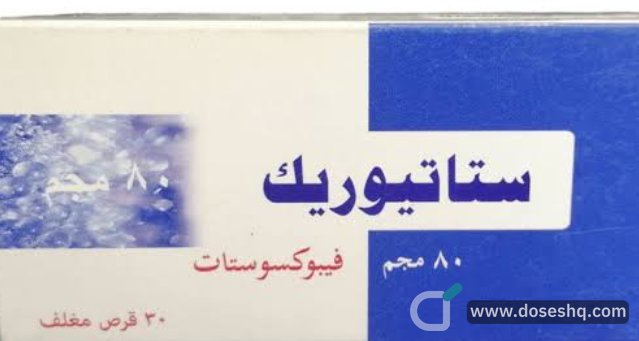 ستاتيوريك
٨٠ مجم
٨٠ مجم
فيبوكسوستات
٣٠ قرص مغلف
www.doseshq.com